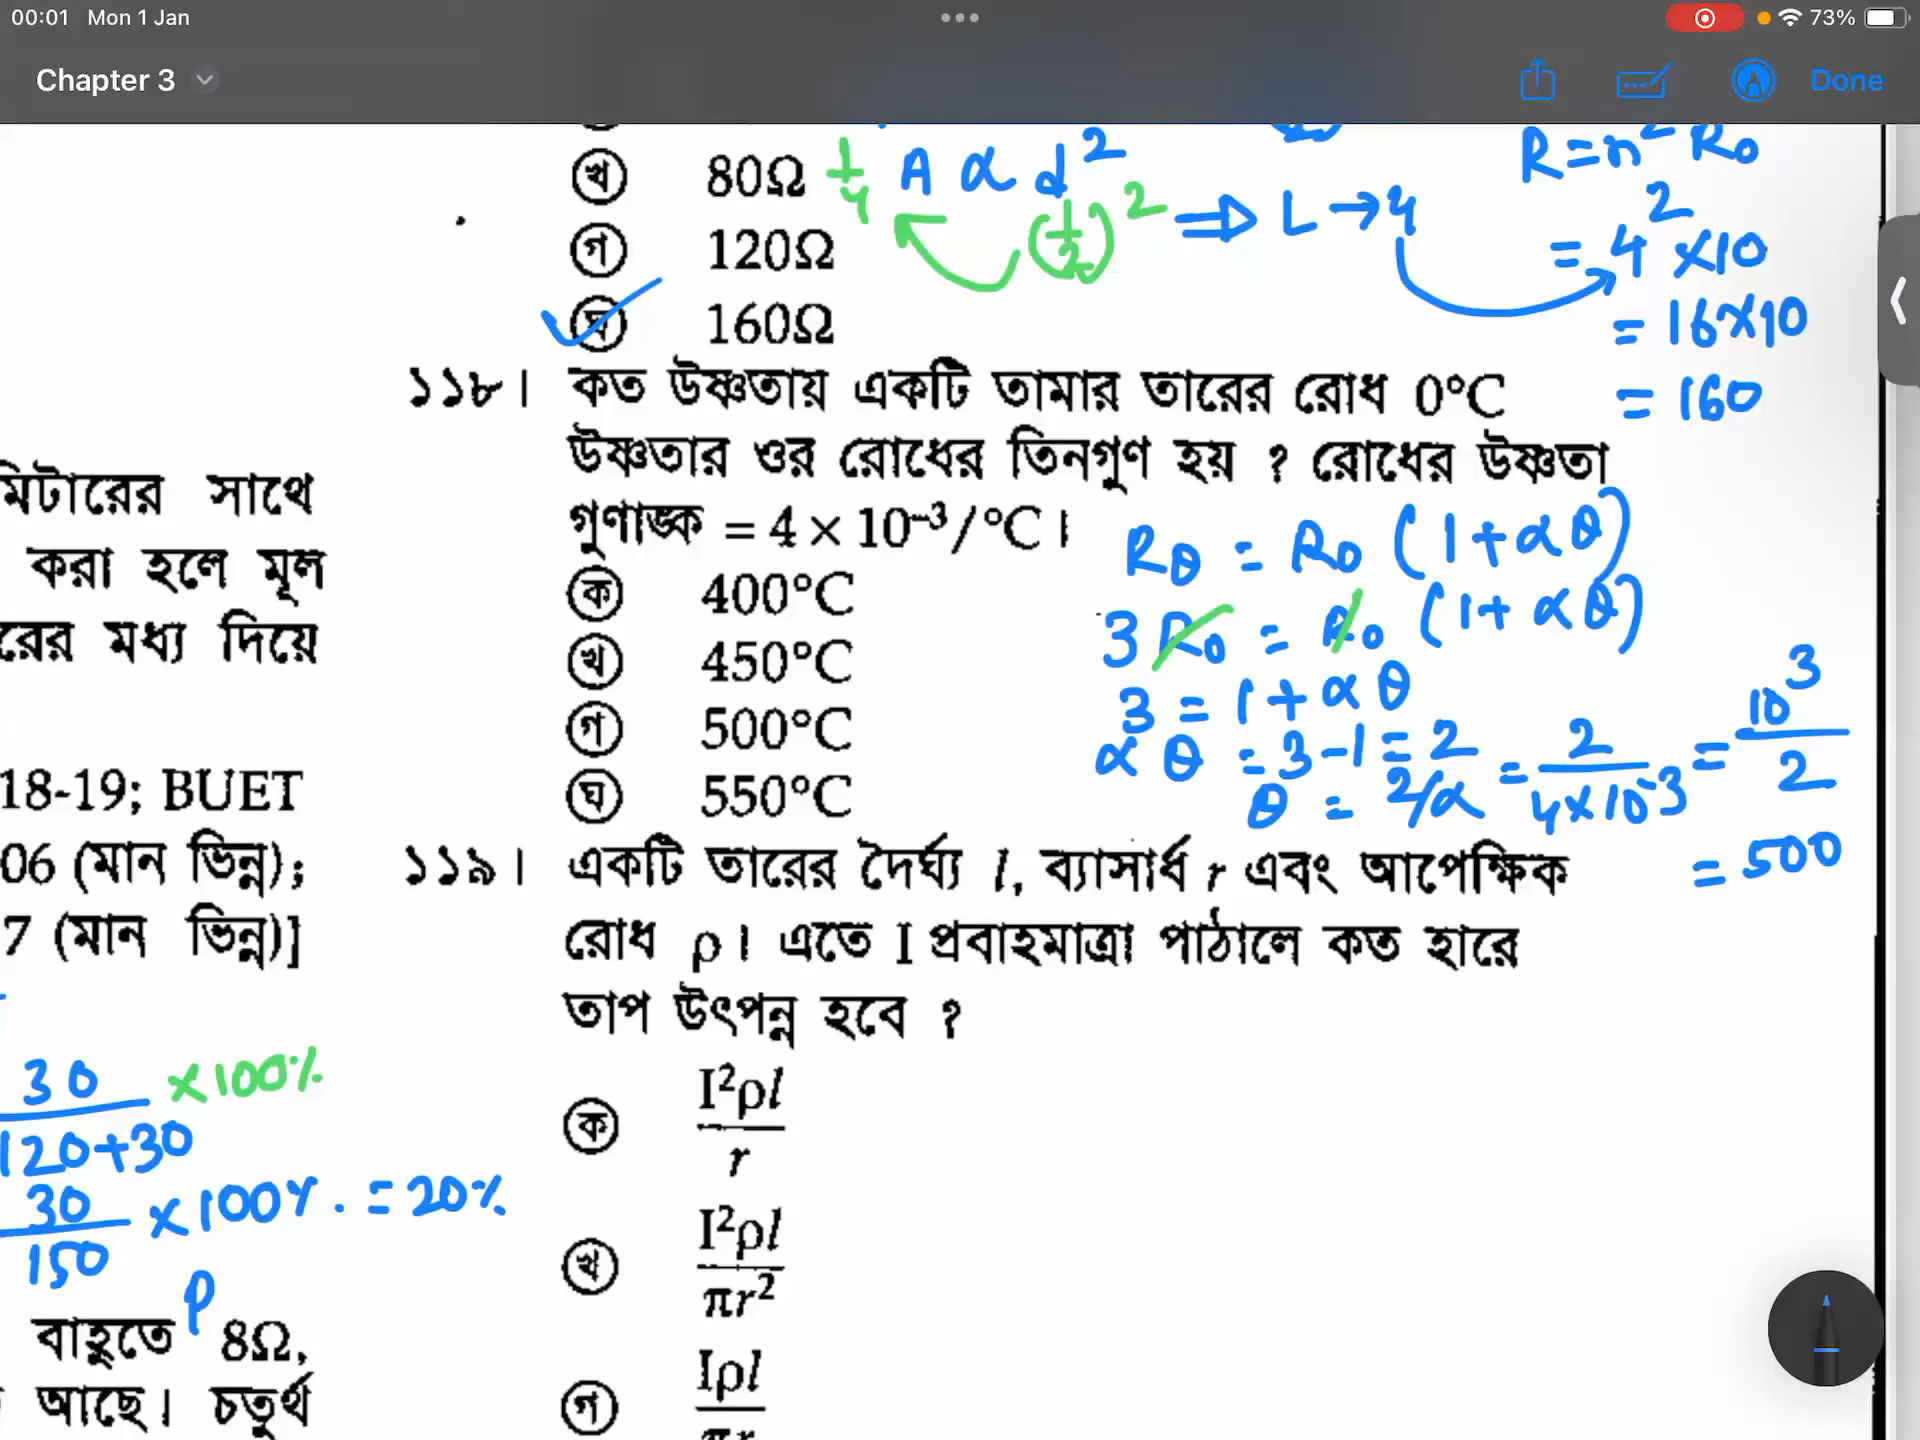 00:01 Mon 1 Jan
73%
Chapter 3
Done
মিটারের সাথে
করা হলে মূল
রের মধ্য দিয়ে
18-19; BUET
06 (মান ভিন্ন);
7 (মান ভিন্ন)]
30 ×100%
120+30
30 ×100% . = 20%
150
ρ
বাহুতে 8Ω,
আছে। চতুর্থ
খ 80Ω
গ 120Ω
ঘ 160Ω
1/4 A α d²
(1/2)² ⇒ L → 4
R = n² R₀
= 4² ×10
= 16×10
= 160
১১৮। কত উষ্ণতায় একটি তামার তারের রোধ 0°C
উষ্ণতার ওর রোধের তিনগুণ হয় ? রোধের উষ্ণতা
গুণাঙ্ক = 4 × 10⁻³/°C।
ক 400°C
খ 450°C
গ 500°C
ঘ 550°C
Rθ = R₀ (1+αθ)
3R₀ = R₀ (1+αθ)
3 = 1+αθ
αθ = 3-1 = 2
θ = 2/α = 2/4×10⁻³ = 10³/2
= 500
১১৯। একটি তারের দৈর্ঘ্য l, ব্যাসার্ধ r এবং আপেক্ষিক
রোধ ρ। এতে I প্রবাহমাত্রা পাঠালে কত হারে
তাপ উৎপন্ন হবে ?
ক I²ρl/r
খ I²ρl/πr²
গ Iρl/πr